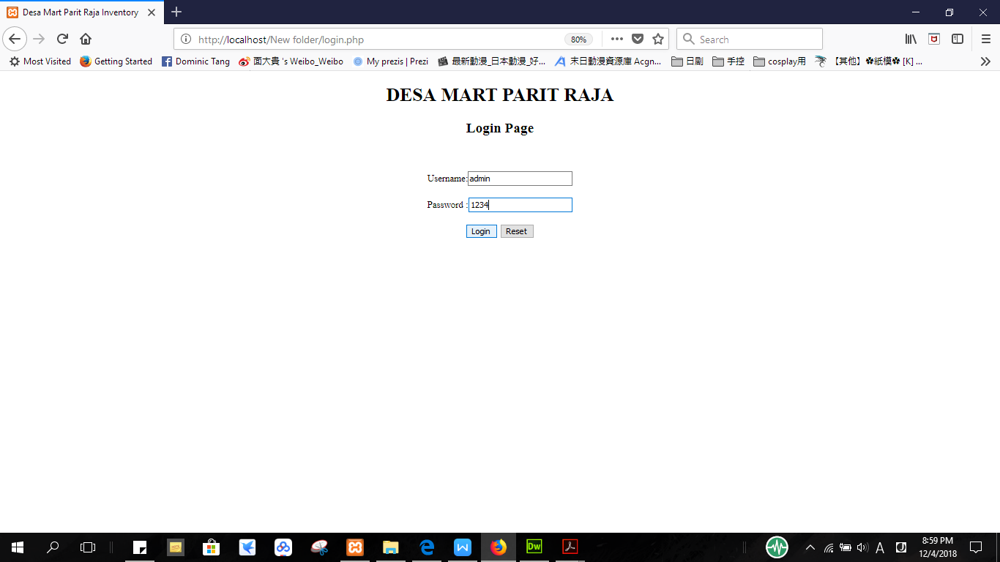 Desa Mart Parit Raja Inventory
http://localhost/New folder/login.php
80%
Search
Most Visited
Getting Started
Dominic Tang
面大貴 's Weibo_Weibo
My prezis | Prezi
最新動漫_日本動漫_好...
末日動漫資源庫 Acgn...
日剧
手控
cosplay用
【其他】✽紙模✽ [K] ...
DESA MART PARIT RAJA
Login Page
Username:admin
Password :1234
Login Reset
Dw
A
8:59 PM
12/4/2018